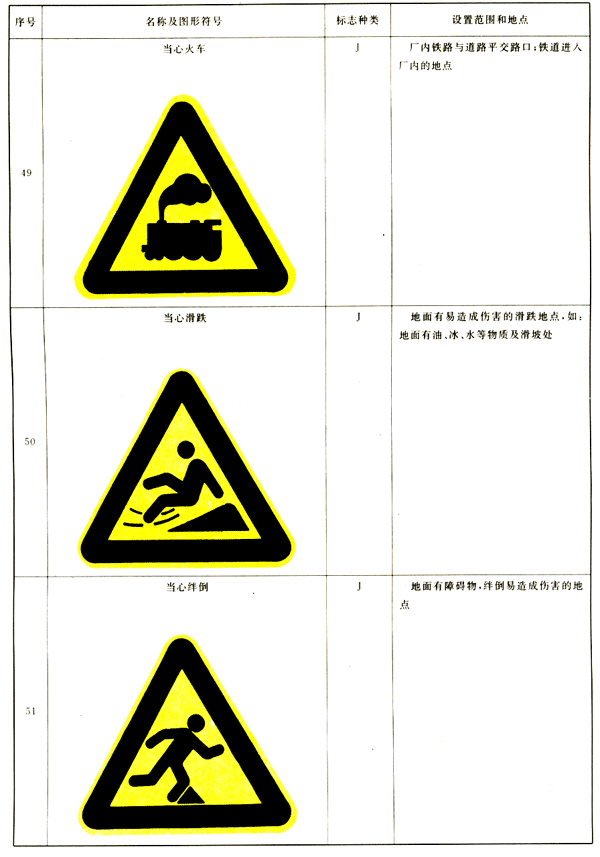 序号 名称及图形符号 标志种类 设置范围和地点
49 当心火车 J 厂内铁路与道路平交路口;铁道进入
厂内的地点
50 当心滑跌 J 地面有易造成伤害的滑跌地点,如:
地面有油、冰、水等物质及滑坡处
51 当心绊倒 J 地面有障碍物,绊倒易造成伤害的地
点